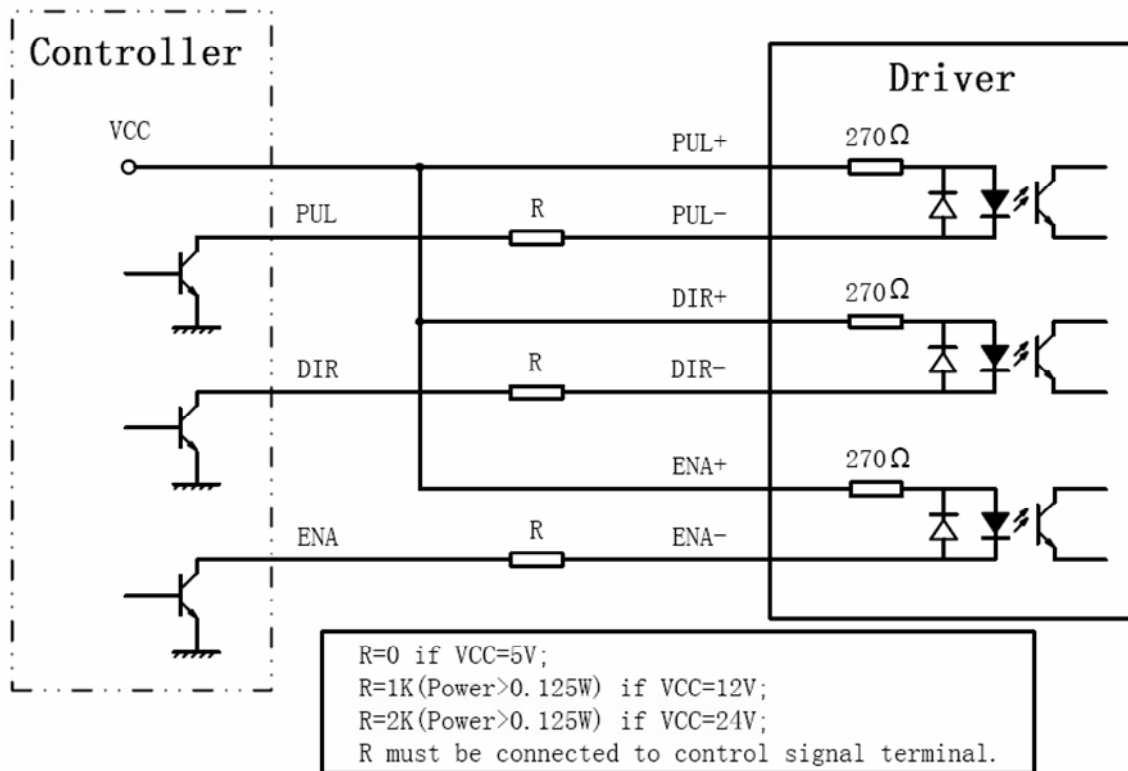 Controller
Driver
VCC
PUL+
270Ω
PUL
R
PUL-
DIR+
270Ω
DIR
R
DIR-
ENA+
270Ω
ENA
R
ENA-
R=0 if VCC=5V;
R=1K(Power>0.125W) if VCC=12V;
R=2K(Power>0.125W) if VCC=24V;
R must be connected to control signal terminal.